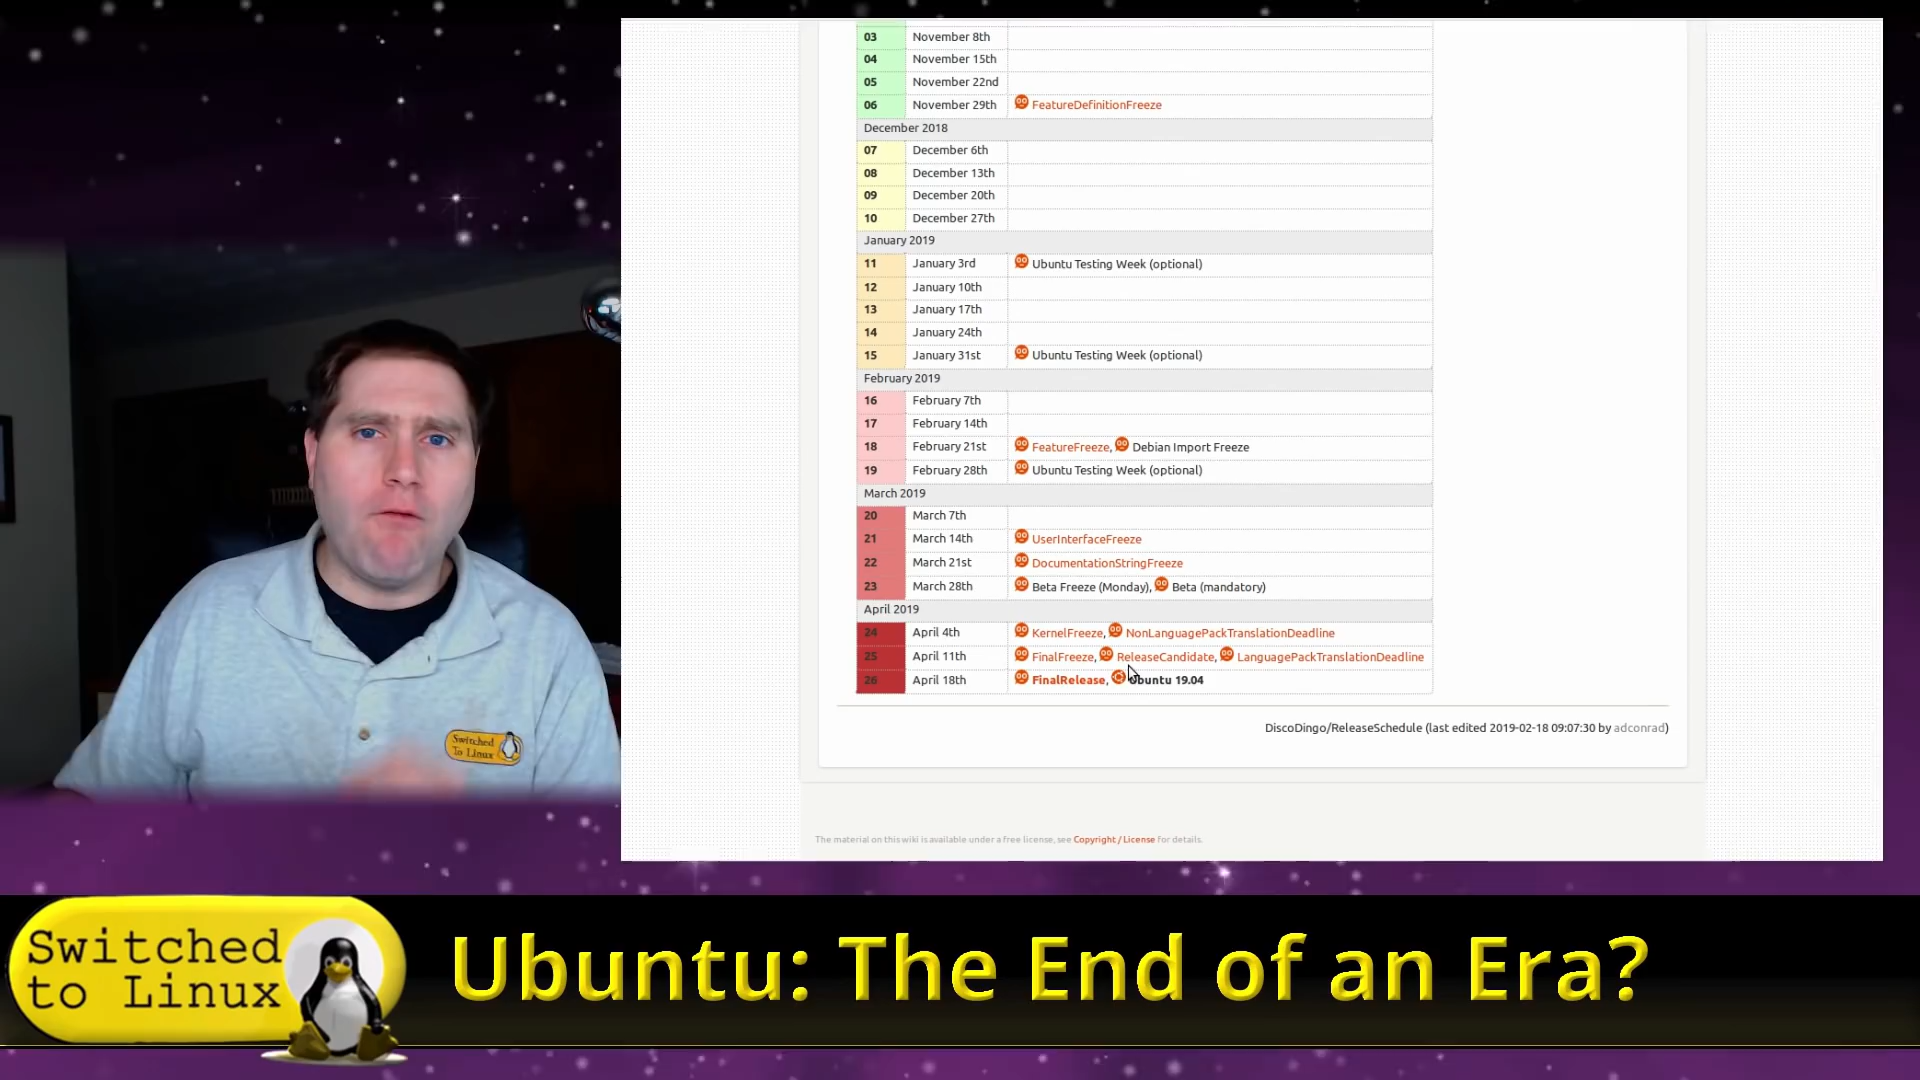 03 November 8th
04 November 15th
05 November 22nd
06 November 29th FeatureDefinitionFreeze
December 2018
07 December 6th
08 December 13th
09 December 20th
10 December 27th
January 2019
11 January 3rd Ubuntu Testing Week (optional)
12 January 10th
13 January 17th
14 January 24th
15 January 31st Ubuntu Testing Week (optional)
February 2019
16 February 7th
17 February 14th
18 February 21st FeatureFreeze, Debian Import Freeze
19 February 28th Ubuntu Testing Week (optional)
March 2019
20 March 7th
21 March 14th UserInterfaceFreeze
22 March 21st DocumentationStringFreeze
23 March 28th Beta Freeze (Monday), Beta (mandatory)
April 2019
24 April 4th KernelFreeze, NonLanguagePackTranslationDeadline
25 April 11th FinalFreeze, ReleaseCandidate, LanguagePackTranslationDeadline
26 April 18th FinalRelease, Ubuntu 19.04
DiscoDingo/ReleaseSchedule (last edited 2019-02-18 09:07:30 by adconrad)
The material on this wiki is available under a free license, see Copyright / License for details.
Switched
To Linux
Switched
to Linux
Ubuntu: The End of an Era?